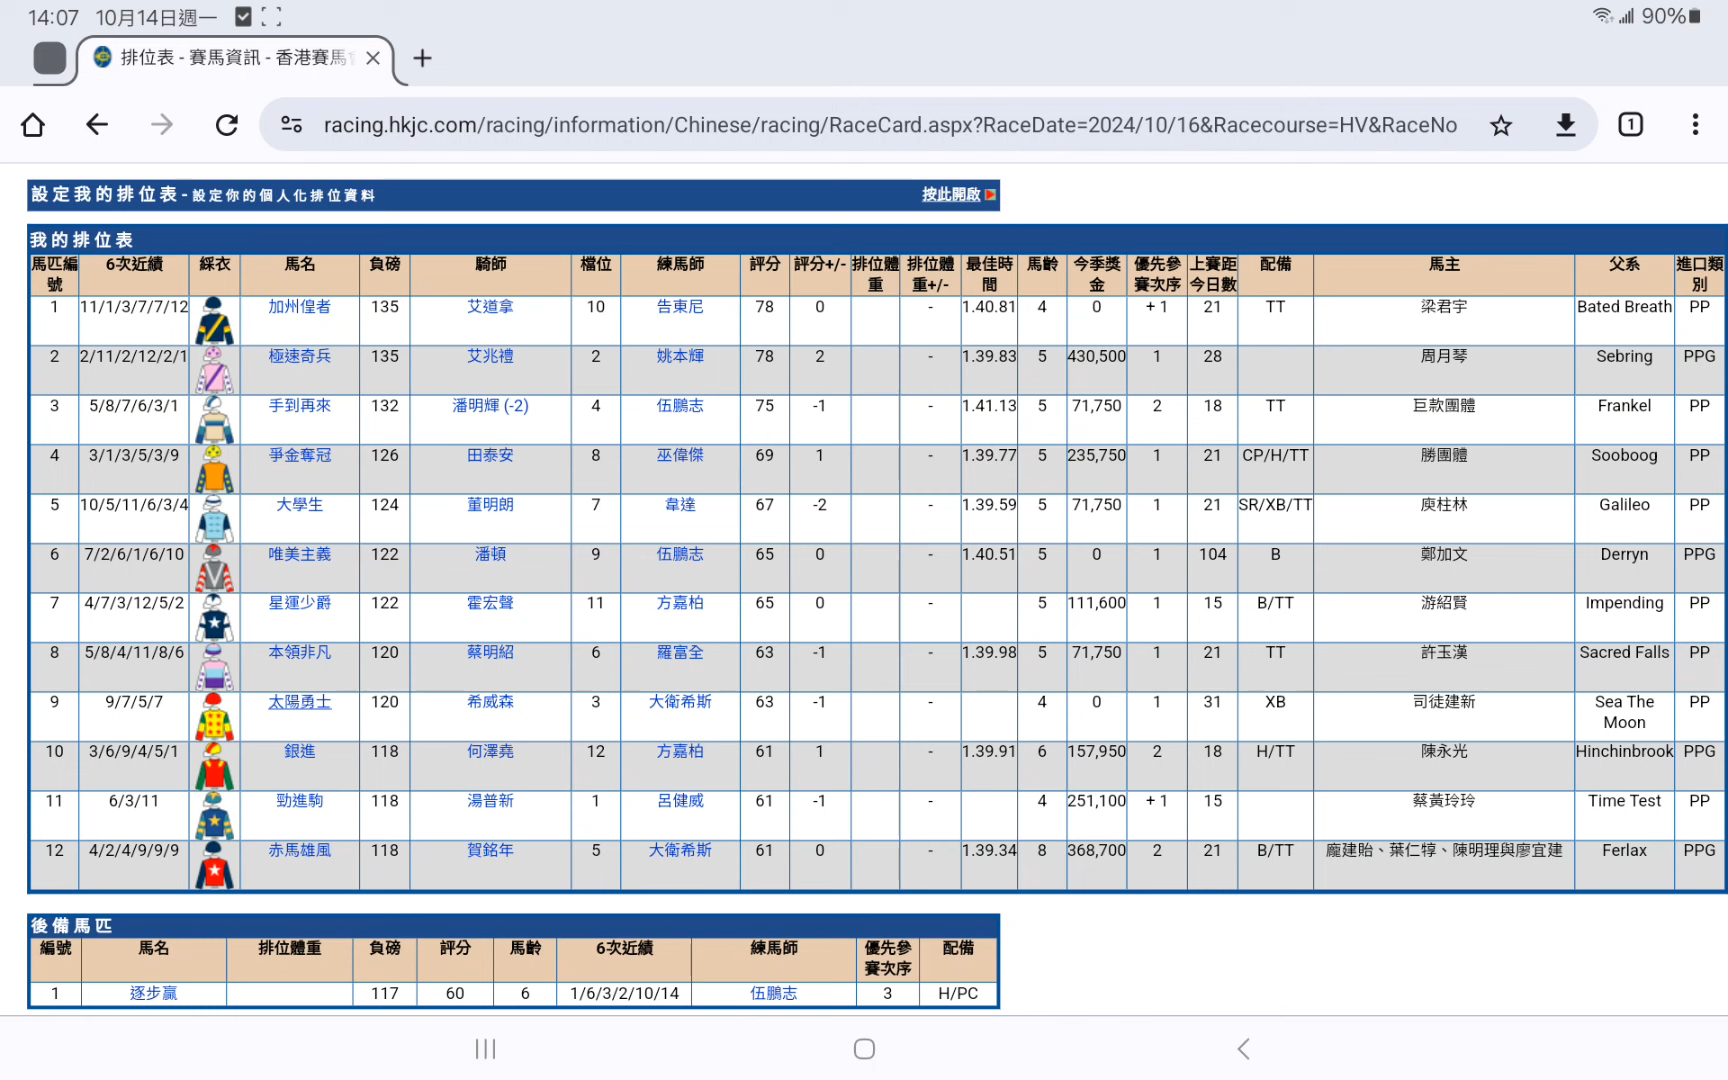 14:07 10月14日週一 90%
排位表 - 賽馬資訊 - 香港賽馬
racing.hkjc.com/racing/information/Chinese/racing/RaceCard.aspx?RaceDate=2024/10/16&Racecourse=HV&RaceNo 1
設定我的排位表 - 設定你的個人化排位資料 按此開啟
我的排位表
馬匹編號 6次近績 綵衣 馬名 負磅 騎師 檔位 練馬師 評分 評分+/- 排位體重 排位體重+/- 最佳時間 馬齡 今季獎金 優先參賽次序 上賽距今日數 配備 馬主 父系 進口類別
1 11/1/3/7/7/12 加州偟者 135 艾道拿 10 告東尼 78 0 - 1.40.81 4 0 + 1 21 TT 梁君宇 Bated Breath PP
2 2/11/2/12/2/1 極速奇兵 135 艾兆禮 2 姚本輝 78 2 - 1.39.83 5 430,500 1 28 周月琴 Sebring PPG
3 5/8/7/6/3/1 手到再來 132 潘明輝 (-2) 4 伍鵬志 75 -1 - 1.41.13 5 71,750 2 18 TT 巨款團體 Frankel PP
4 3/1/3/5/3/9 爭金奪冠 126 田泰安 8 巫偉傑 69 1 - 1.39.77 5 235,750 1 21 CP/H/TT 勝團體 Sooboog PP
5 10/5/11/6/3/4 大學生 124 董明朗 7 韋達 67 -2 - 1.39.59 5 71,750 1 21 SR/XB/TT 庾柱林 Galileo PP
6 7/2/6/1/6/10 唯美主義 122 潘頓 9 伍鵬志 65 0 - 1.40.51 5 0 1 104 B 鄭加文 Derryn PPG
7 4/7/3/12/5/2 星運少爵 122 霍宏聲 11 方嘉柏 65 0 - 5 111,600 1 15 B/TT 游紹賢 Impending PP
8 5/8/4/11/8/6 本領非凡 120 蔡明紹 6 羅富全 63 -1 - 1.39.98 5 71,750 1 21 TT 許玉漢 Sacred Falls PP
9 9/7/5/7 太陽勇士 120 希威森 3 大衛希斯 63 -1 - 4 0 1 31 XB 司徒建新 Sea The Moon PP
10 3/6/9/4/5/1 銀進 118 何澤堯 12 方嘉柏 61 1 - 1.39.91 6 157,950 2 18 H/TT 陳永光 Hinchinbrook PPG
11 6/3/11 勁進駒 118 湯普新 1 呂健威 61 -1 - 4 251,100 + 1 15 蔡黃玲玲 Time Test PP
12 4/2/4/9/9/9 赤馬雄風 118 賀銘年 5 大衛希斯 61 0 - 1.39.34 8 368,700 2 21 B/TT 龐建貽、葉仁犉、陳明理與廖宜建 Ferlax PPG
後備馬匹
編號 馬名 排位體重 負磅 評分 馬齡 6次近績 練馬師 優先參賽次序 配備
1 逐步贏 117 60 6 1/6/3/2/10/14 伍鵬志 3 H/PC